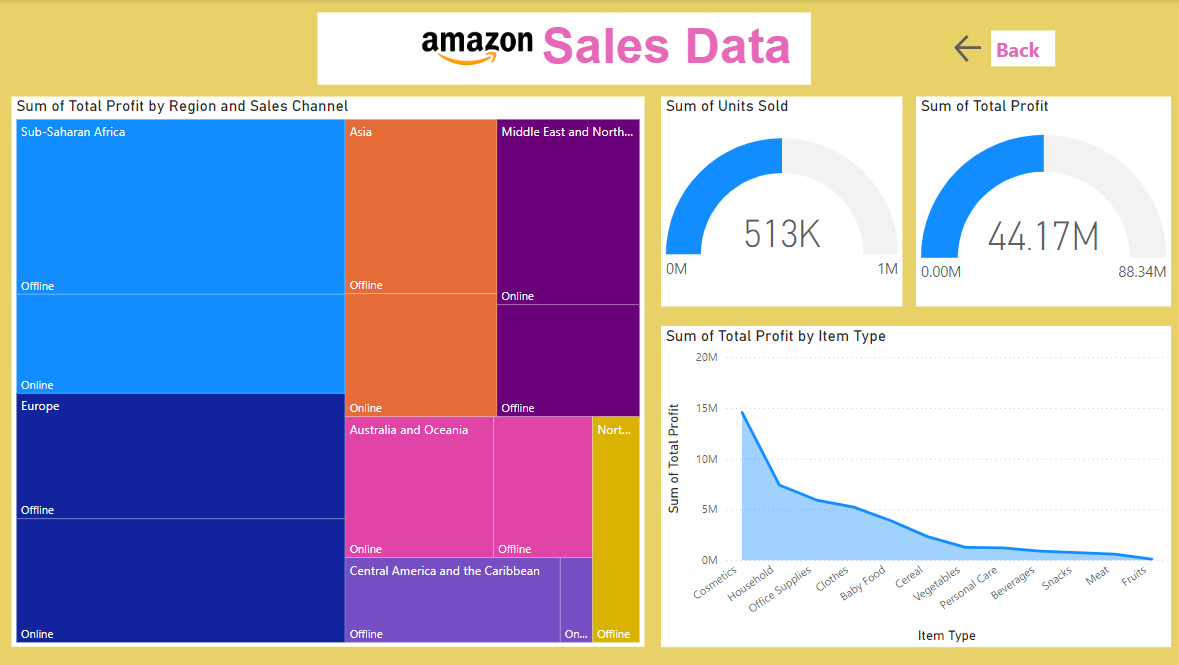 amazon Sales Data
Back
Sum of Total Profit by Region and Sales Channel
Sub-Saharan Africa
Offline
Online
Europe
Offline
Online
Asia
Offline
Online
Middle East and North...
Online
Offline
Australia and Oceania
Online
Offline
Central America and the Caribbean
Offline
On...
Nort...
Offline
Sum of Units Sold
513K
0M
1M
Sum of Total Profit
44.17M
0.00M
88.34M
Sum of Total Profit by Item Type
Sum of Total Profit
20M
15M
10M
5M
0M
Cosmetics
Household
Office Supplies
Clothes
Baby Food
Cereal
Vegetables
Personal Care
Beverages
Snacks
Meat
Fruits
Item Type